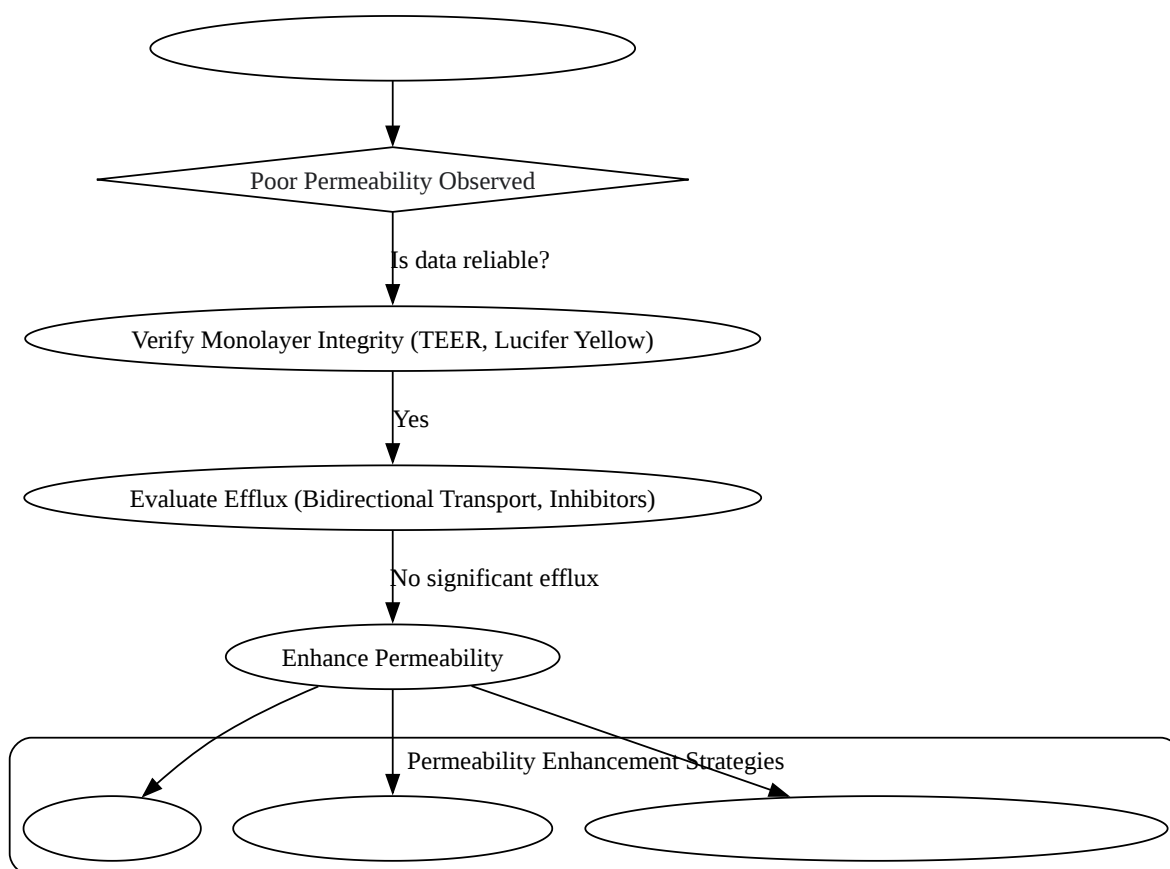 Poor Permeability Observed
Is data reliable?
Verify Monolayer Integrity (TEER, Lucifer Yellow)
Yes
Evaluate Efflux (Bidirectional Transport, Inhibitors)
No significant efflux
Enhance Permeability
Permeability Enhancement Strategies